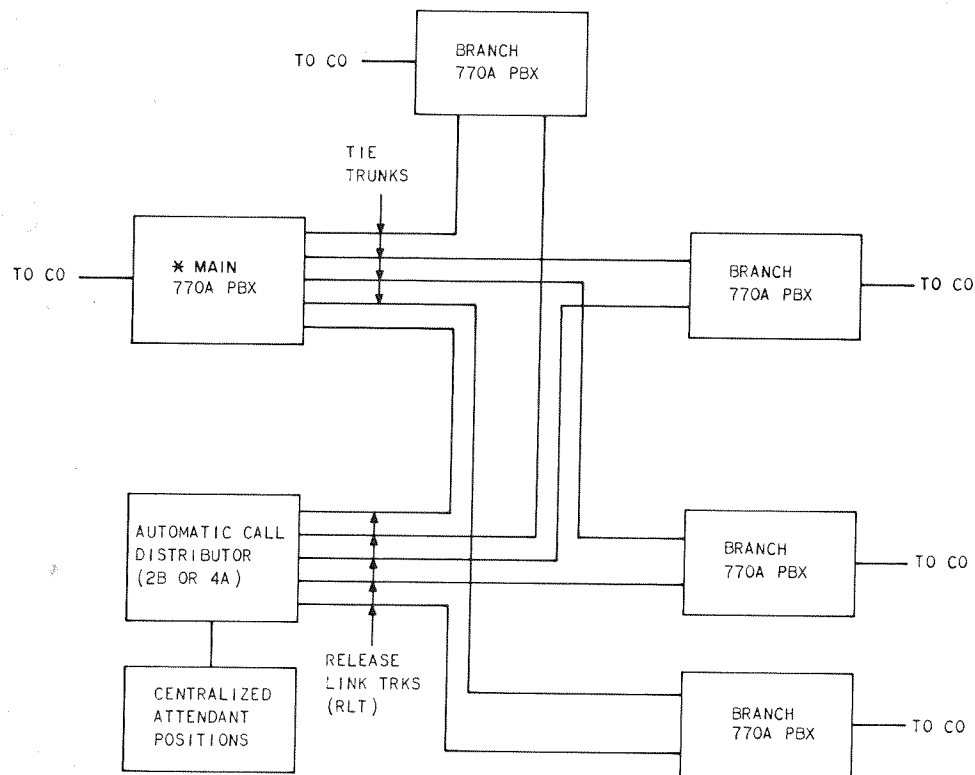 TO CO
BRANCH
770A PBX
TIE
TRUNKS
TO CO
* MAIN
770A PBX
BRANCH
770A PBX
TO CO
AUTOMATIC CALL
DISTRIBUTOR
(2B OR 4A)
BRANCH
770A PBX
TO CO
RELEASE
LINK TRKS
(RLT)
CENTRALIZED
ATTENDANT
POSITIONS
BRANCH
770A PBX
TO CO